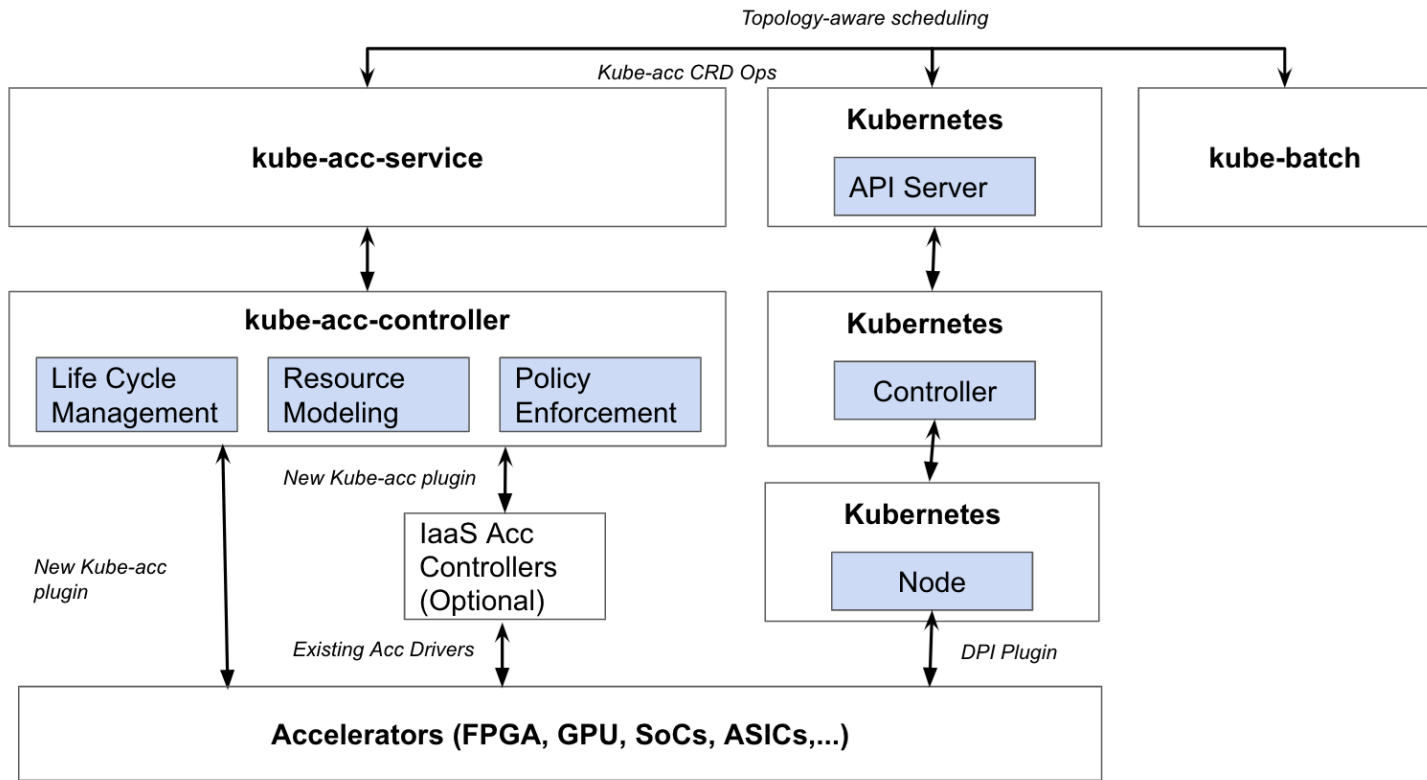 Topology-aware scheduling
Kube-acc CRD Ops
kube-acc-service
Kubernetes
API Server
kube-batch
kube-acc-controller
Life Cycle
Management
Resource
Modeling
Policy
Enforcement
Kubernetes
Controller
New Kube-acc plugin
IaaS Acc
Controllers
(Optional)
Kubernetes
Node
New Kube-acc
plugin
Existing Acc Drivers
DPI Plugin
Accelerators (FPGA, GPU, SoCs, ASICs,...)